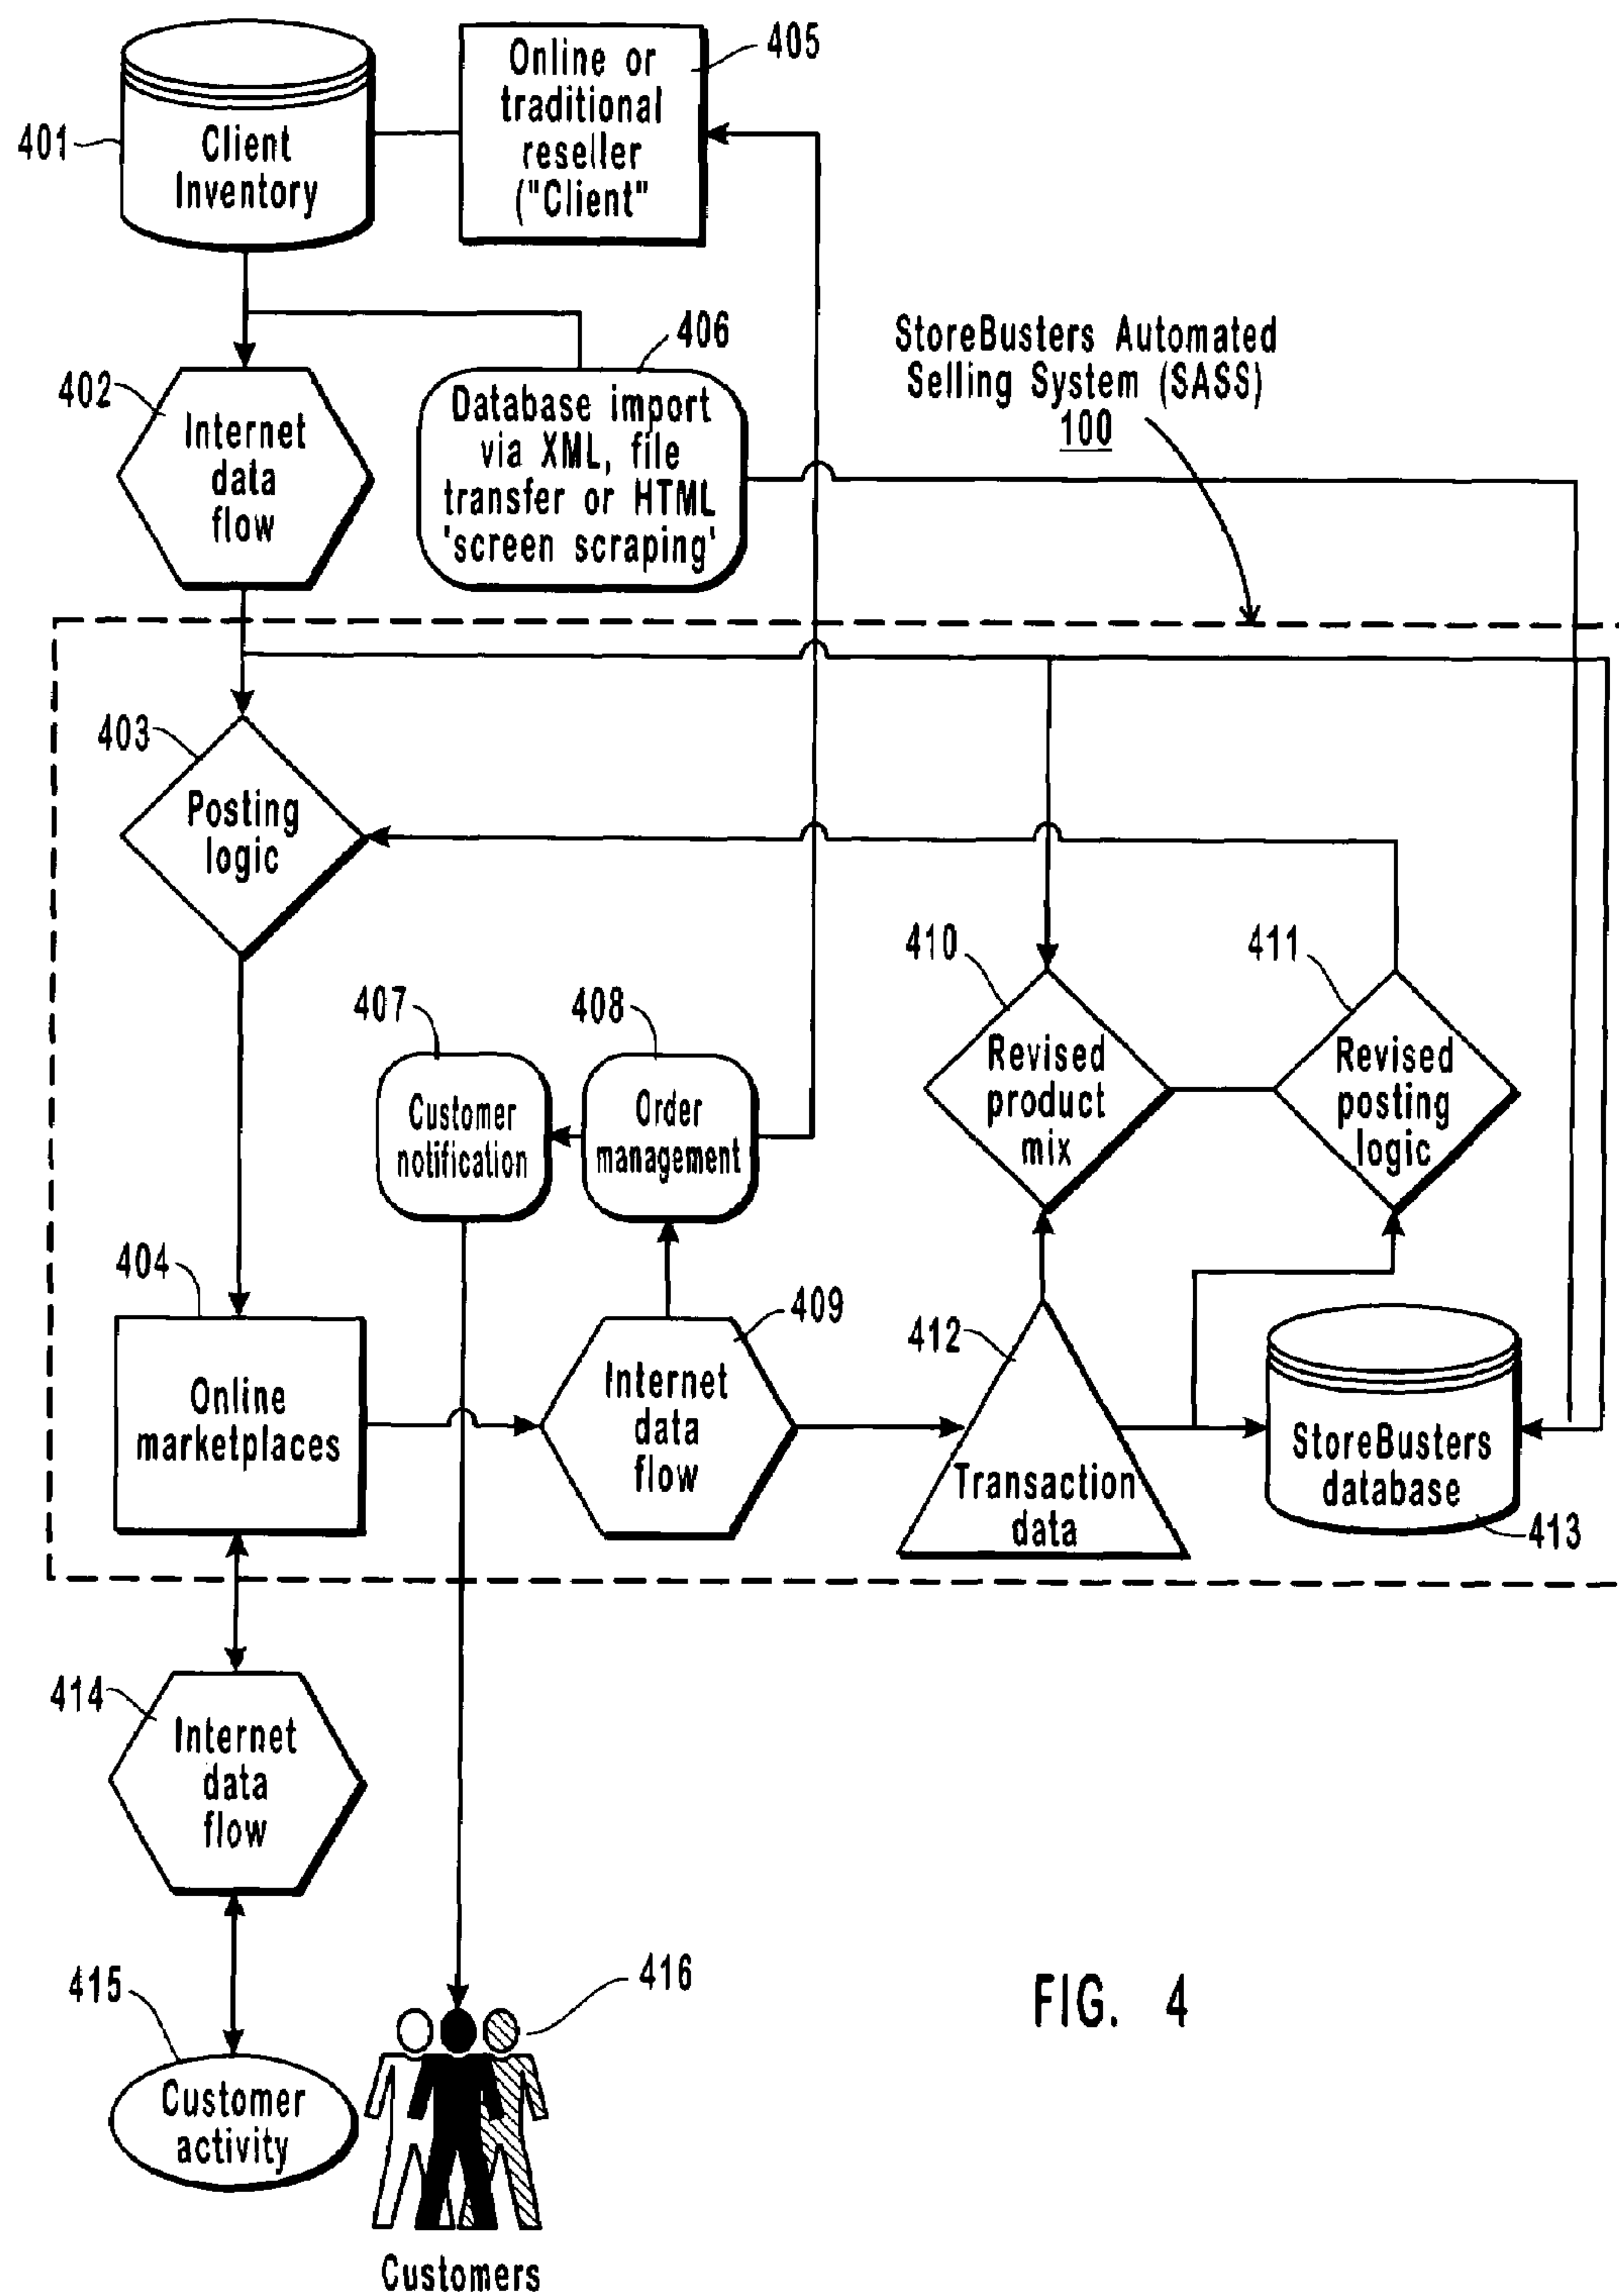 405
Online or
traditional
reseller
("Client"
401
Client
Inventory
406
StoreBusters Automated
Selling System (SASS)
100
402
Internet
data
flow
Database import
via XML, file
transfer or HTML
'screen scraping'
403
Posting
logic
410
411
407
408
Revised
product
mix
Revised
posting
logic
Customer
notification
Order
management
404
409
412
Online
marketplaces
Internet
data
flow
Transaction
data
StoreBusters
database
413
414
Internet
data
flow
415
416
FIG. 4
Customer
activity
Customers